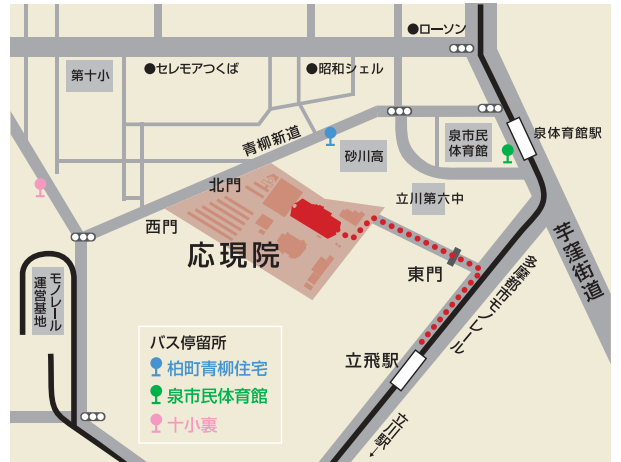 ●ローソン
第十小
●セレモアつくば
●昭和シェル
青柳新道
砂川高
泉市民
体育館
泉体育館駅
北門
立川第六中
西門
応現院
東門
芋窪街道
多摩都市モノレール
モノレール
運営基地
立飛駅
立川駅→
バス停留所
柏町青柳住宅
泉市民体育館
十小裏